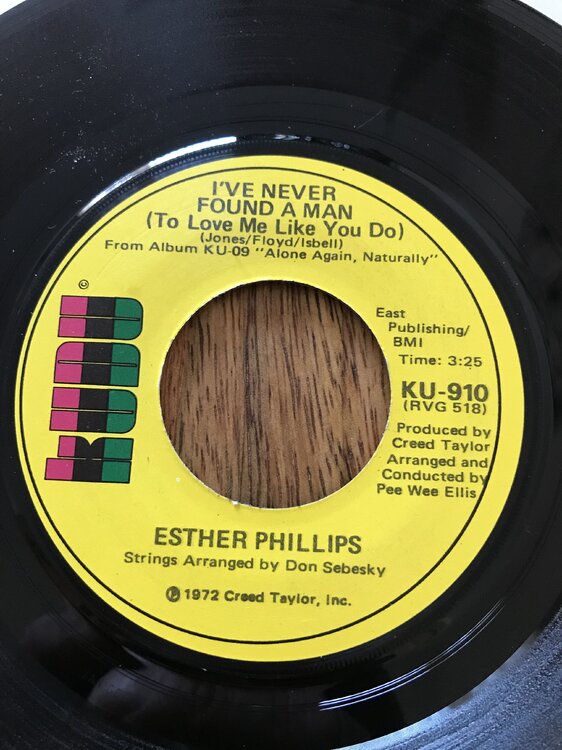 I'VE NEVER
FOUND A MAN
(To Love Me Like You Do)
(Jones/Floyd/Isbell)
From Album KU-09 "Alone Again, Naturally"
©
KUDU
East
Publishing/
BMI
Time: 3:25
KU-910
(RVG 518)
Produced by
Creed Taylor
Arranged and
Conducted by
Pee Wee Ellis
ESTHER PHILLIPS
Strings Arranged by Don Sebesky
℗ 1972 Creed Taylor, Inc.